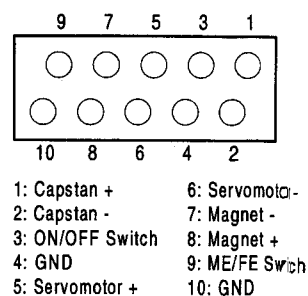 9 7 5 3 1
10 8 6 4 2
1: Capstan +
2: Capstan -
3: ON/OFF Switch
4: GND
5: Servomotor +
6: Servomotor-
7: Magnet -
8: Magnet +
9: ME/FE Switch
10: GND